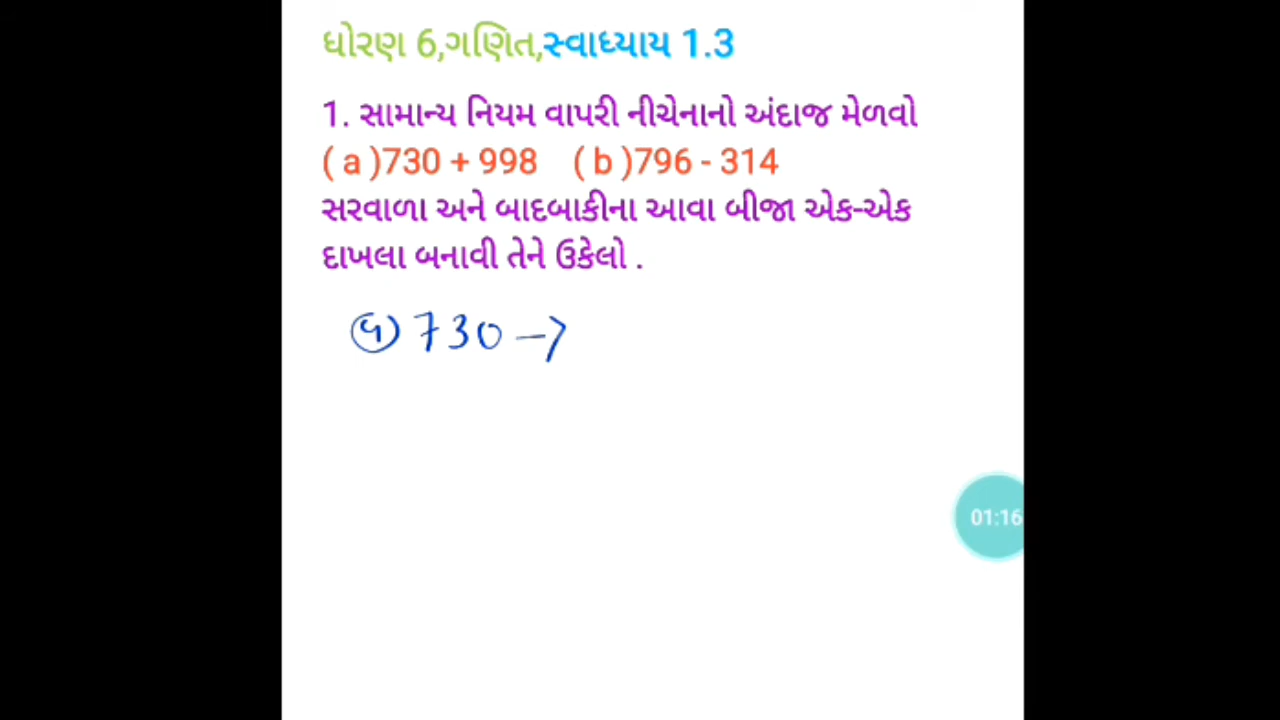 ધોરણ 6,ગણિત,સ્વાધ્યાય 1.3
1. સામાન્ય નિયમ વાપરી નીચેનાનો અંદાજ મેળવો
( a )730 + 998 ( b )796 - 314
સરવાળા અને બાદબાકીના આવા બીજા એક-એક
દાખલા બનાવી તેને ઉકેલો .
730 →
01:16